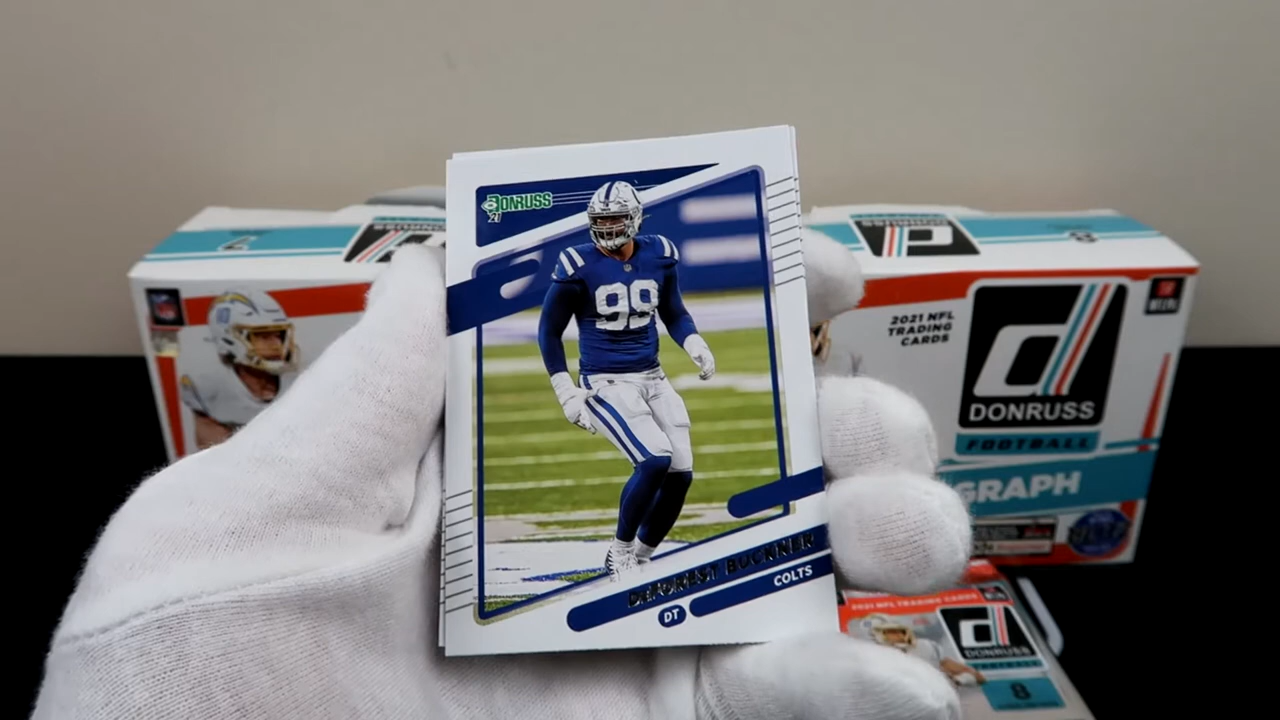 DONRUSS
21
99
DEFOREST BUCKNER
COLTS
DT
2021 NFL
TRADING
CARDS
d
DONRUSS
FOOTBALL
GRAPH
2021 NFL TRADING CARDS
DONRUSS
FOOTBALL
8